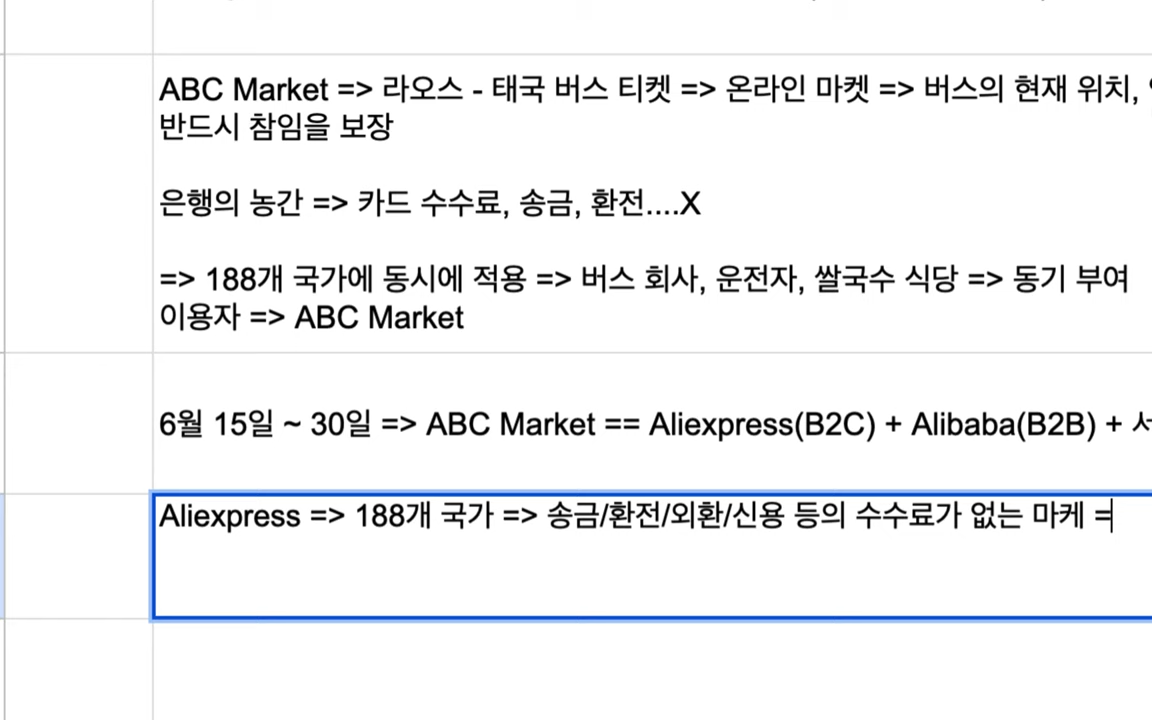 ABC Market => 라오스 - 태국 버스 티켓 => 온라인 마켓 => 버스의 현재 위치,
반드시 참임을 보장
은행의 농간 => 카드 수수료, 송금, 환전....X
=> 188개 국가에 동시에 적용 => 버스 회사, 운전자, 쌀국수 식당 => 동기 부여
이용자 => ABC Market
6월 15일 ~ 30일 => ABC Market == Aliexpress(B2C) + Alibaba(B2B) +
Aliexpress => 188개 국가 => 송금/환전/외환/신용 등의 수수료가 없는 마케 =